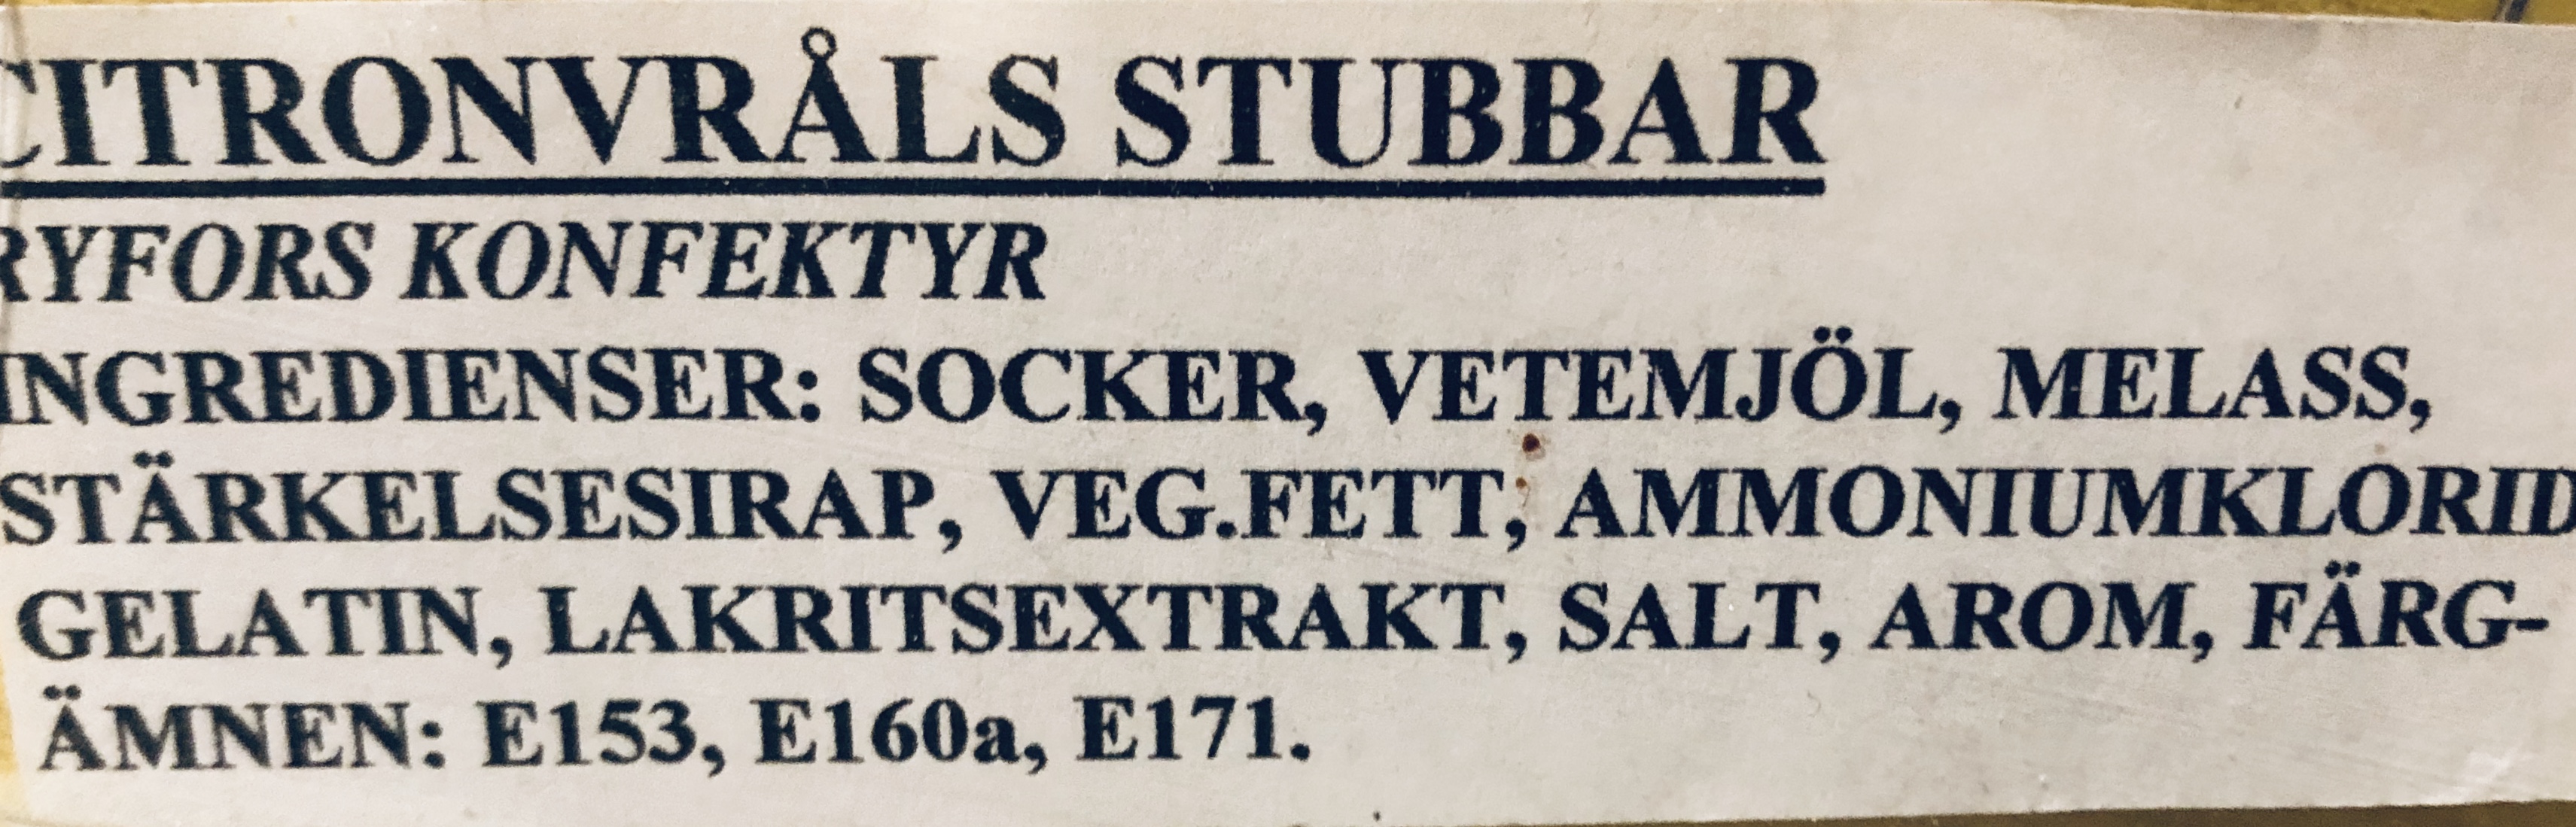 CITRONVRÅLS STUBBAR
RYFORS KONFEKTYR
INGREDIENSER: SOCKER, VETEMJÖL, MELASS,
STÄRKELSESIRAP, VEG.FETT, AMMONIUMKLORID
GELATIN, LAKRITSEXTRAKT, SALT, AROM, FÄRG-
ÄMNEN: E153, E160a, E171.